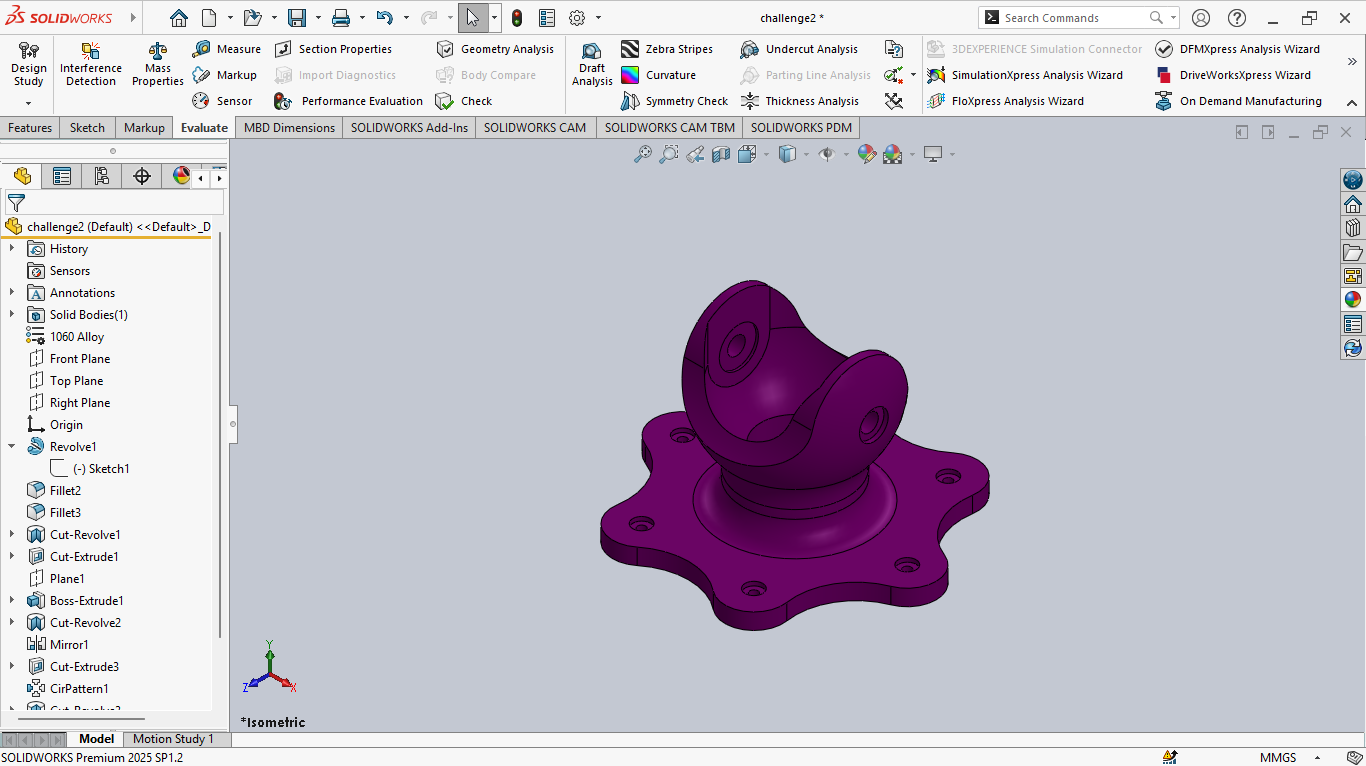 SOLIDWORKS
challenge2 *
Search Commands
Design Study
Interference Detection
Mass Properties
Measure
Markup
Sensor
Section Properties
Import Diagnostics
Performance Evaluation
Geometry Analysis
Body Compare
Check
Draft Analysis
Zebra Stripes
Curvature
Symmetry Check
Undercut Analysis
Parting Line Analysis
Thickness Analysis
3DEXPERIENCE Simulation Connector
SimulationXpress Analysis Wizard
FloXpress Analysis Wizard
DFMXpress Analysis Wizard
DriveWorksXpress Wizard
On Demand Manufacturing
Features
Sketch
Markup
Evaluate
MBD Dimensions
SOLIDWORKS Add-Ins
SOLIDWORKS CAM
SOLIDWORKS CAM TBM
SOLIDWORKS PDM
challenge2 (Default) <<Default>_D
History
Sensors
Annotations
Solid Bodies(1)
1060 Alloy
Front Plane
Top Plane
Right Plane
Origin
Revolve1
(-) Sketch1
Fillet2
Fillet3
Cut-Revolve1
Cut-Extrude1
Plane1
Boss-Extrude1
Cut-Revolve2
Mirror1
Cut-Extrude3
CirPattern1
Y
Z
X
*Isometric
Model
Motion Study 1
SOLIDWORKS Premium 2025 SP1.2
MMGS